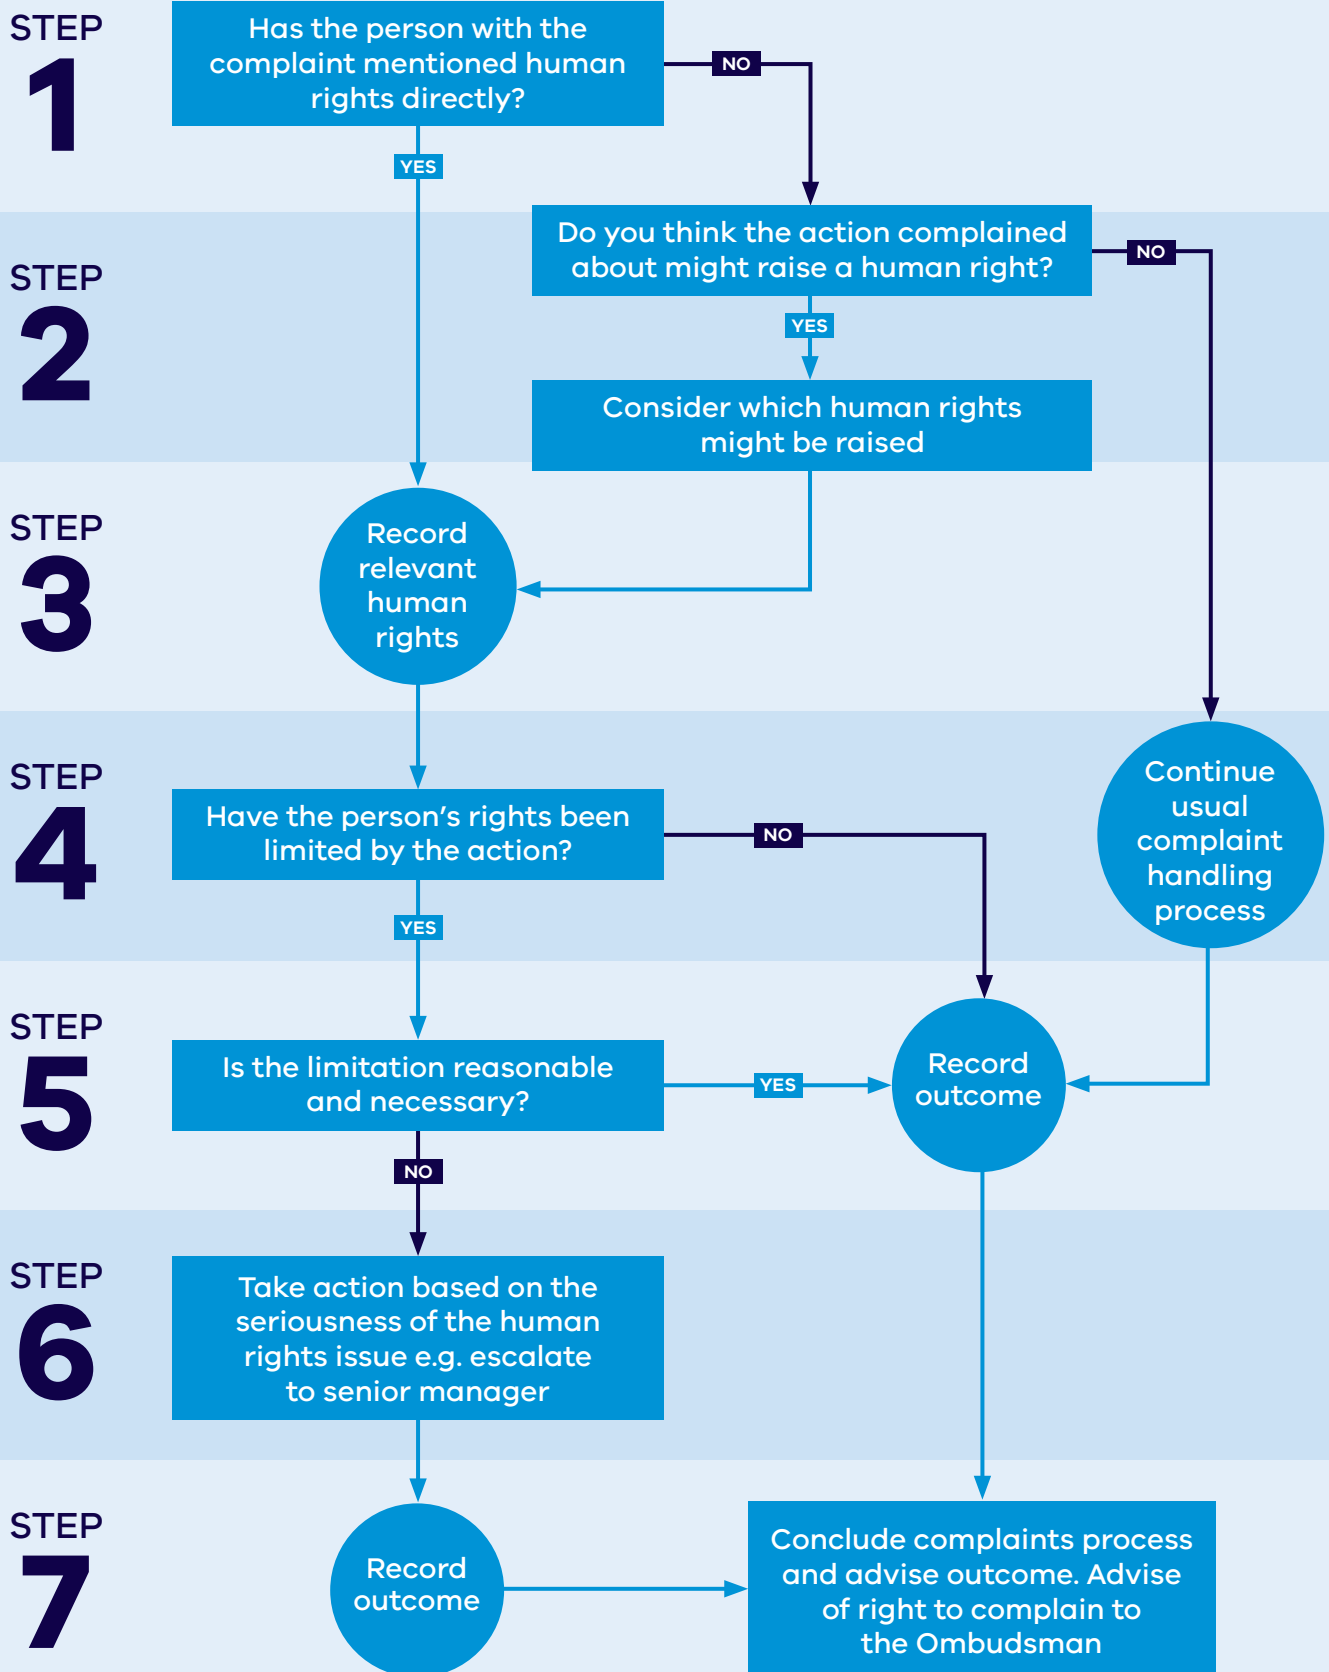 STEP
1
Has the person with the
complaint mentioned human
rights directly?
NO
YES
STEP
2
Do you think the action complained
about might raise a human right?
NO
YES
Consider which human rights
might be raised
STEP
3
Record
relevant
human
rights
STEP
4
Have the person’s rights been
limited by the action?
NO
YES
Continue
usual
complaint
handling
process
STEP
5
Is the limitation reasonable
and necessary?
YES
NO
Record
outcome
STEP
6
Take action based on the
seriousness of the human
rights issue e.g. escalate
to senior manager
STEP
7
Record
outcome
Conclude complaints process
and advise outcome. Advise
of right to complain to
the Ombudsman